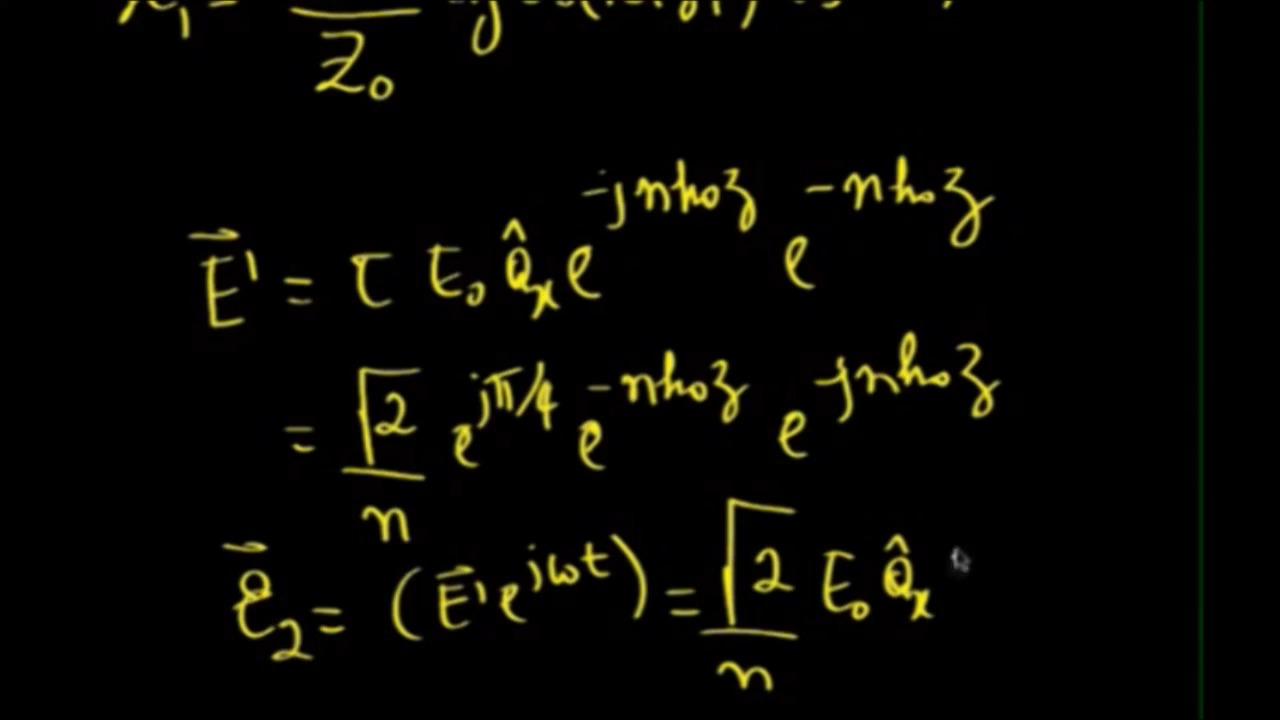 Z₀
E⃗' = τ E₀ âₓ e^{-jnk₀z} e^{-nk₀z}
= √2/n e^{jπ/4} e^{-nk₀z} e^{-jnk₀z}
ℰ⃗₂ = (E⃗' e^{jωt}) = √2/n E₀ âₓ